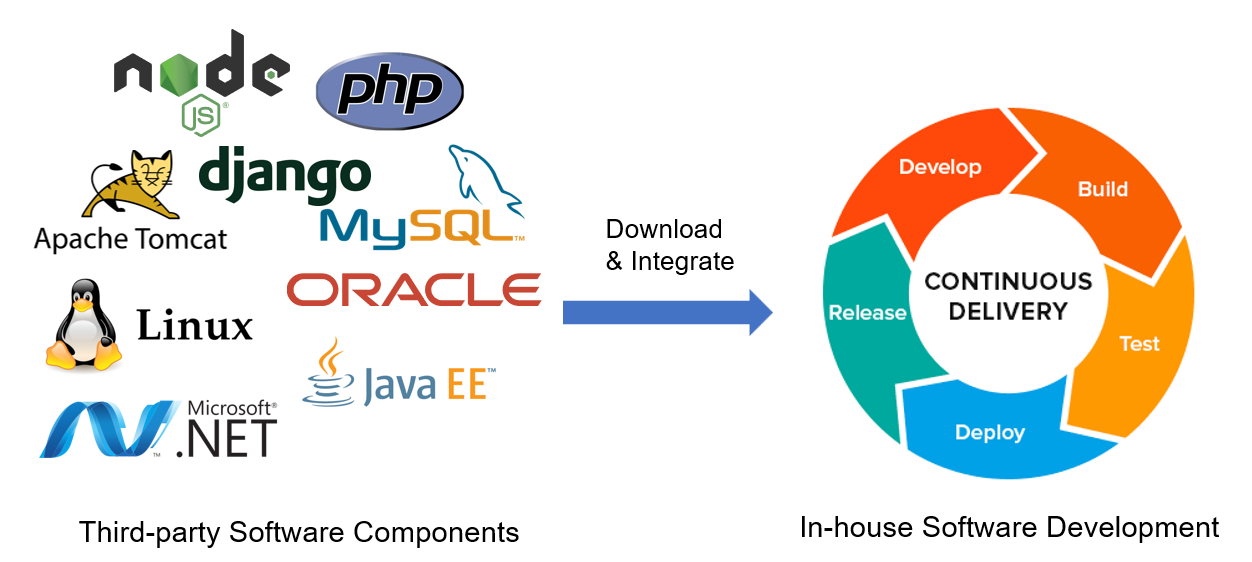 node
JS®
php
django
Apache Tomcat
MySQL™
ORACLE
Linux
Java EE™
Microsoft®
.NET
™
Third-party Software Components
Download
& Integrate
Develop
Build
CONTINUOUS
DELIVERY
Release
Test
Deploy
In-house Software Development